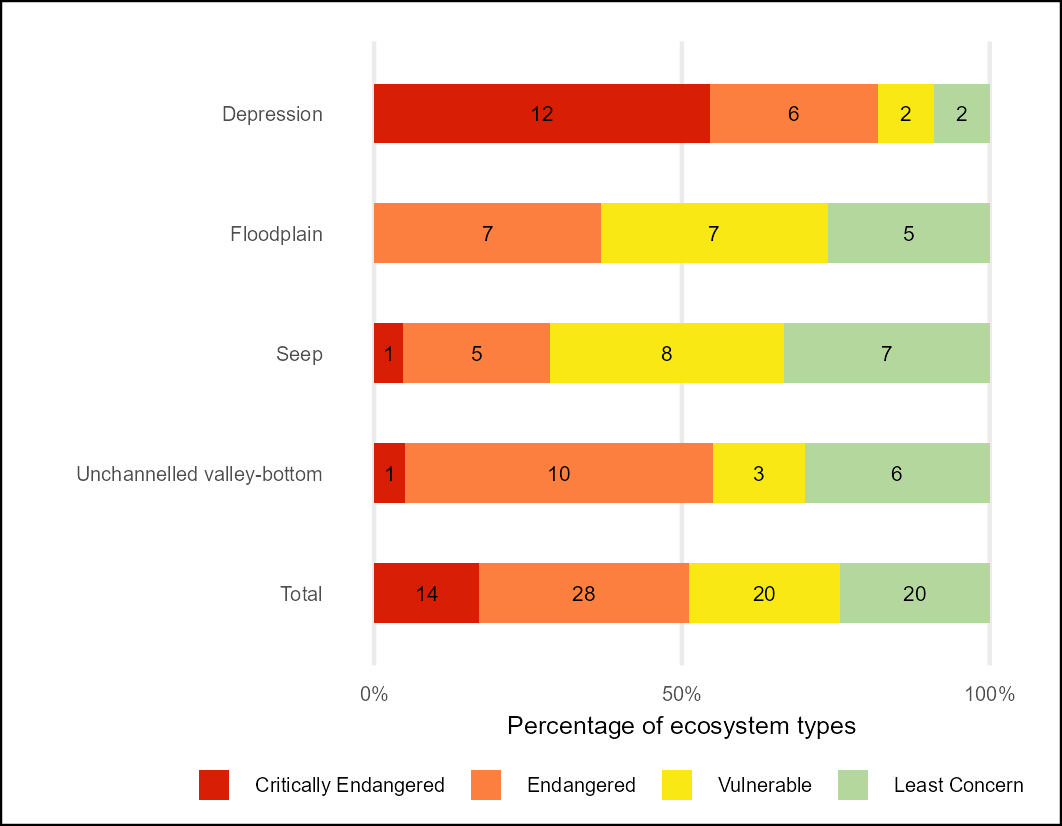 Depression 12 6 2 2
Floodplain 7 7 5
Seep 1 5 8 7
Unchannelled valley-bottom 1 10 3 6
Total 14 28 20 20
0% 50% 100%
Percentage of ecosystem types
Critically Endangered Endangered Vulnerable Least Concern